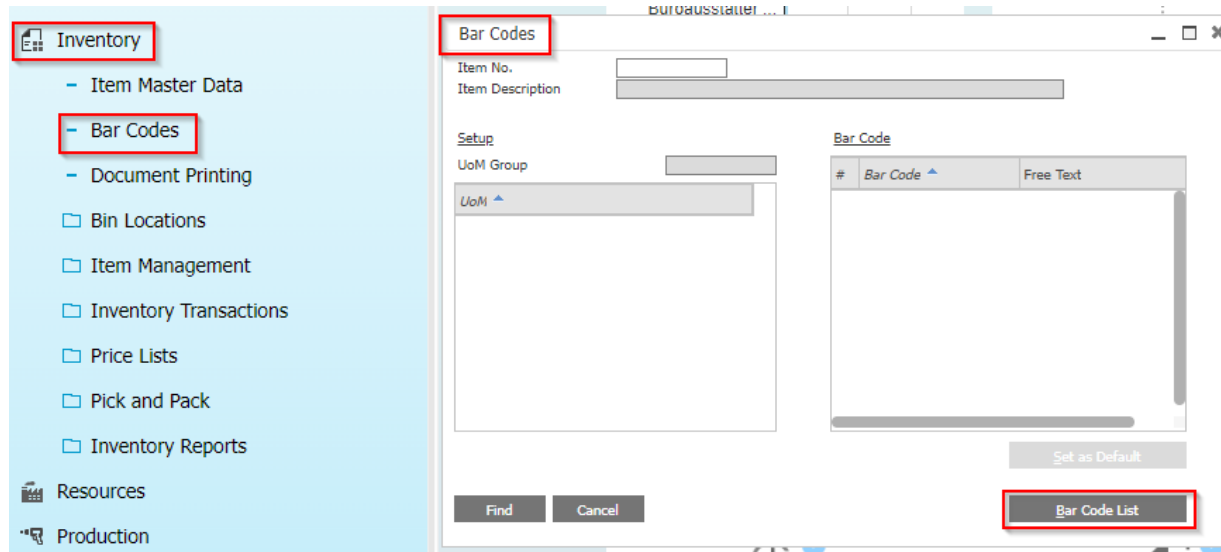 Inventory
Item Master Data
Bar Codes
Document Printing
Bin Locations
Item Management
Inventory Transactions
Price Lists
Pick and Pack
Inventory Reports
Resources
Production
Büroausstatter ...
Bar Codes
Item No.
Item Description
Setup
UoM Group
UoM
Bar Code
# Bar Code Free Text
Set as Default
Find Cancel Bar Code List